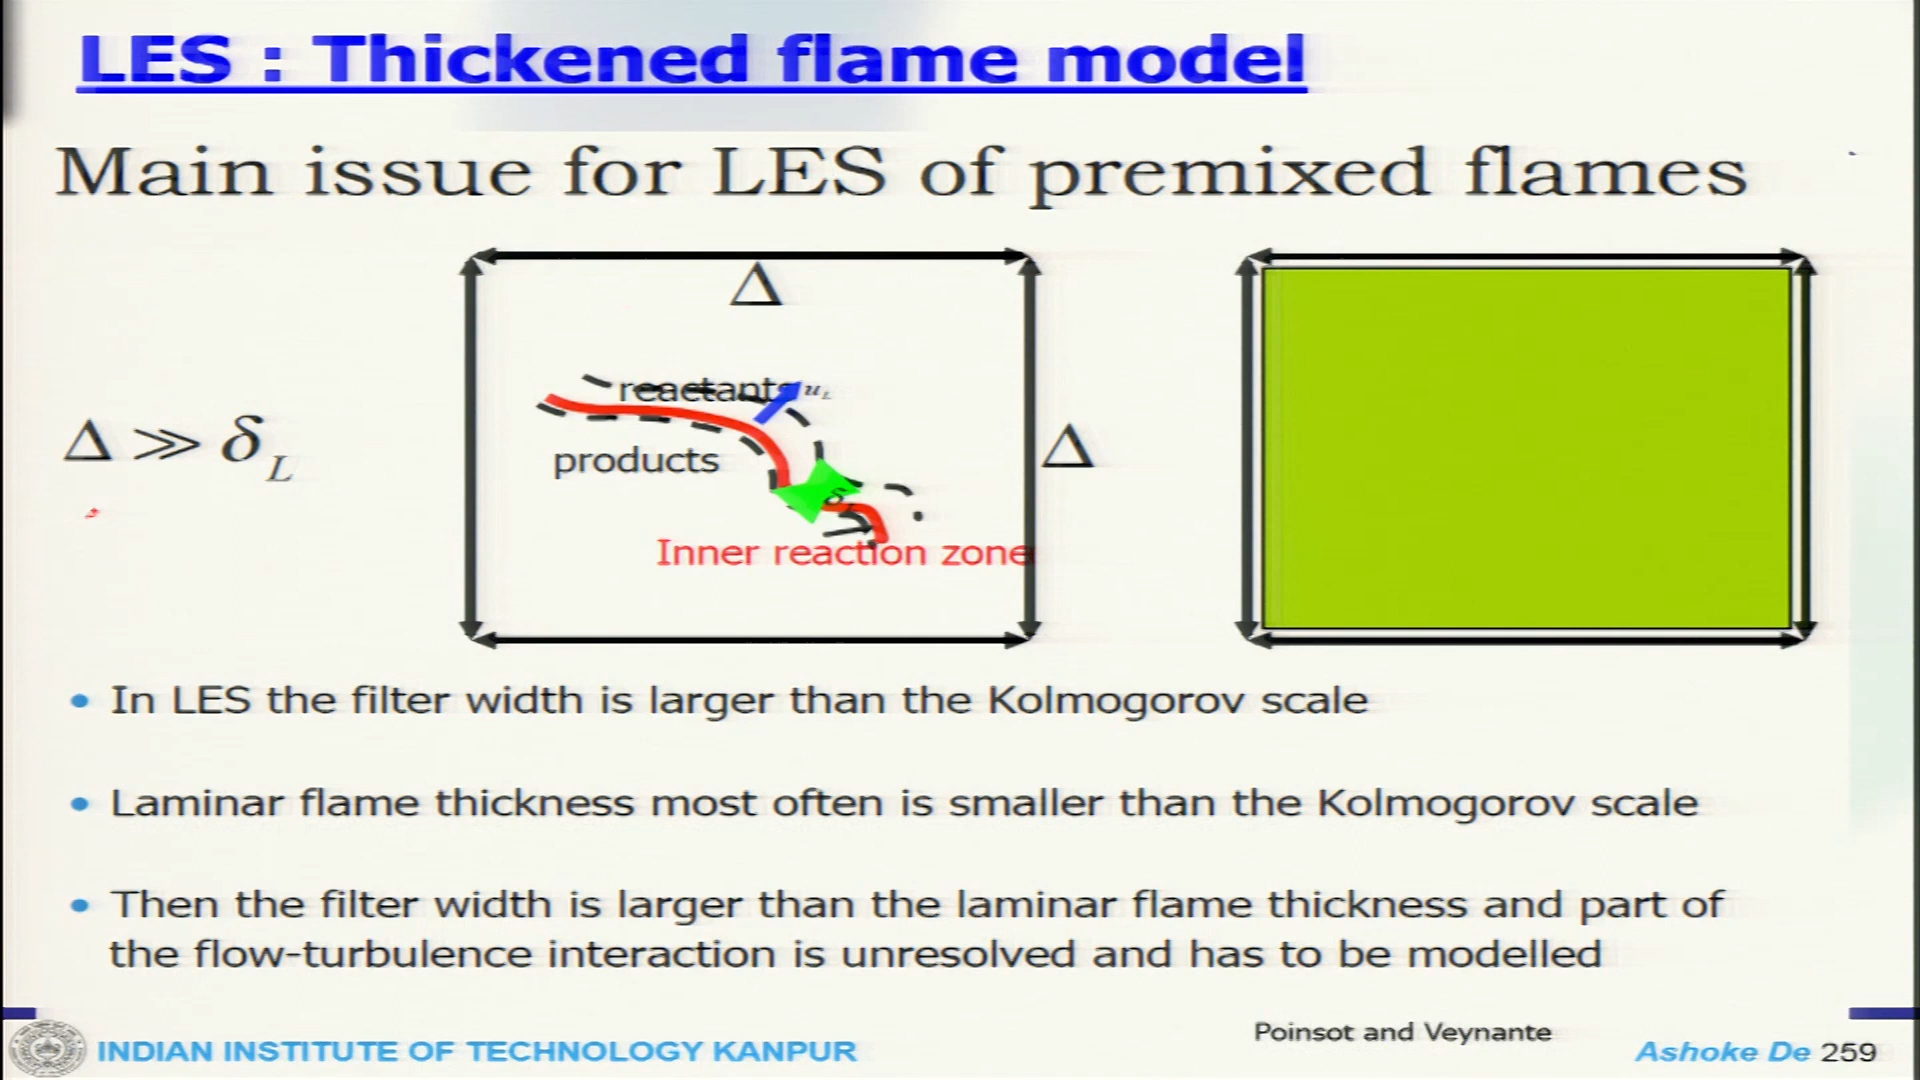 LES : Thickened flame model
Main issue for LES of premixed flames
Δ
reactants
u_L
Δ ≫ δ_L
products
Δ
δ
Inner reaction zone
• In LES the filter width is larger than the Kolmogorov scale
• Laminar flame thickness most often is smaller than the Kolmogorov scale
• Then the filter width is larger than the laminar flame thickness and part of
the flow-turbulence interaction is unresolved and has to be modelled
Poinsot and Veynante
INDIAN INSTITUTE OF TECHNOLOGY KANPUR
Ashoke De 259